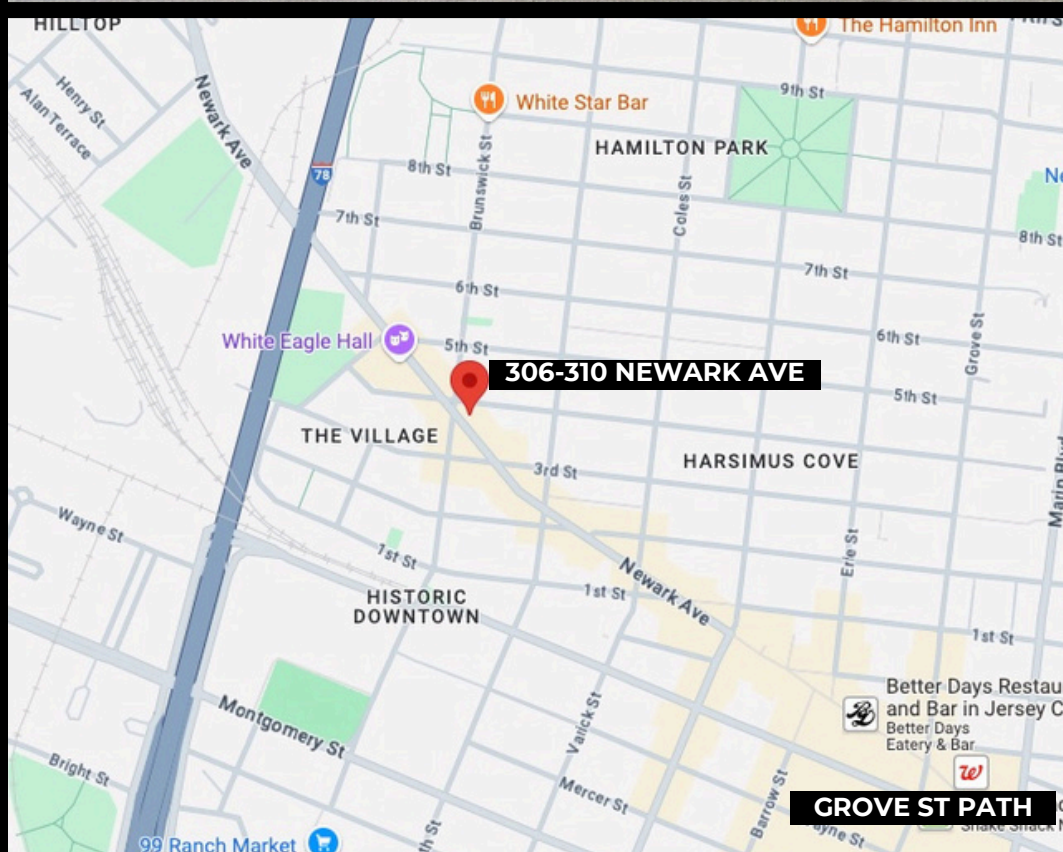 HILLTOP
The Hamilton Inn
Newark Ave
Henry St
Alan Terrace
White Star Bar
9th St
HAMILTON PARK
78
8th St
Brunswick St
Coles St
7th St
8th St
7th St
6th St
6th St
Grove St
White Eagle Hall
5th St
306-310 NEWARK AVE
5th St
THE VILLAGE
HARSIMUS COVE
3rd St
Wayne St
1st St
Erie St
HISTORIC
DOWNTOWN
1st St
Newark Ave
1st St
Better Days Restau
and Bar in Jersey C
Better Days
Eatery & Bar
Montgomery St
Varick St
Bright St
Mercer St
Barrow St
GROVE ST PATH
99 Ranch Market